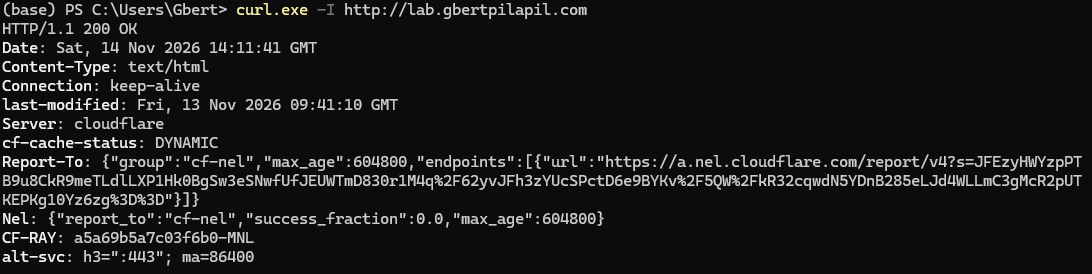 (base) PS C:\Users\Gbert> curl.exe -I http://lab.gbertpilapil.com
HTTP/1.1 200 OK
Date: Sat, 14 Nov 2026 14:11:41 GMT
Content-Type: text/html
Connection: keep-alive
last-modified: Fri, 13 Nov 2026 09:41:10 GMT
Server: cloudflare
cf-cache-status: DYNAMIC
Report-To: {"group":"cf-nel","max_age":604800,"endpoints":[{"url":"https://a.nel.cloudflare.com/report/v4?s=JFEzyHWYzpPT
B9u8CkR9meTLdlLXP1Hk0BgSw3eSNwfUfJEUWTmD830r1M4q%2F62yvJFh3zYUcSPctD6e9BYKv%2F5QW%2FkR32cqwdN5YDnB285eLJd4WLLmC3gMcR2pUT
KEPKg10Yz6zg%3D%3D"}]}
Nel: {"report_to":"cf-nel","success_fraction":0.0,"max_age":604800}
CF-RAY: a5a69b5a7c03f6b0-MNL
alt-svc: h3=":443"; ma=86400